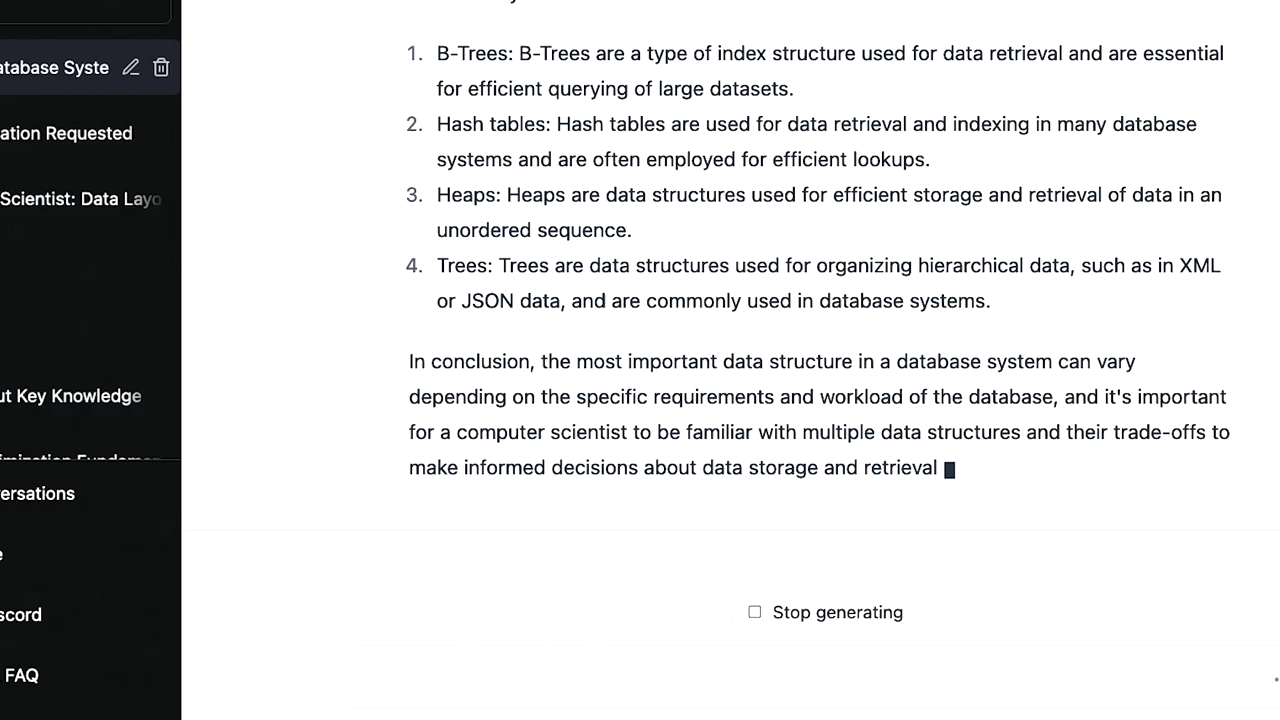 atabase Syste
ation Requested
Scientist: Data Layo
ut Key Knowledge
ersations
e
scord
FAQ
1. B-Trees: B-Trees are a type of index structure used for data retrieval and are essential
for efficient querying of large datasets.
2. Hash tables: Hash tables are used for data retrieval and indexing in many database
systems and are often employed for efficient lookups.
3. Heaps: Heaps are data structures used for efficient storage and retrieval of data in an
unordered sequence.
4. Trees: Trees are data structures used for organizing hierarchical data, such as in XML
or JSON data, and are commonly used in database systems.
In conclusion, the most important data structure in a database system can vary
depending on the specific requirements and workload of the database, and it's important
for a computer scientist to be familiar with multiple data structures and their trade-offs to
make informed decisions about data storage and retrieval
Stop generating